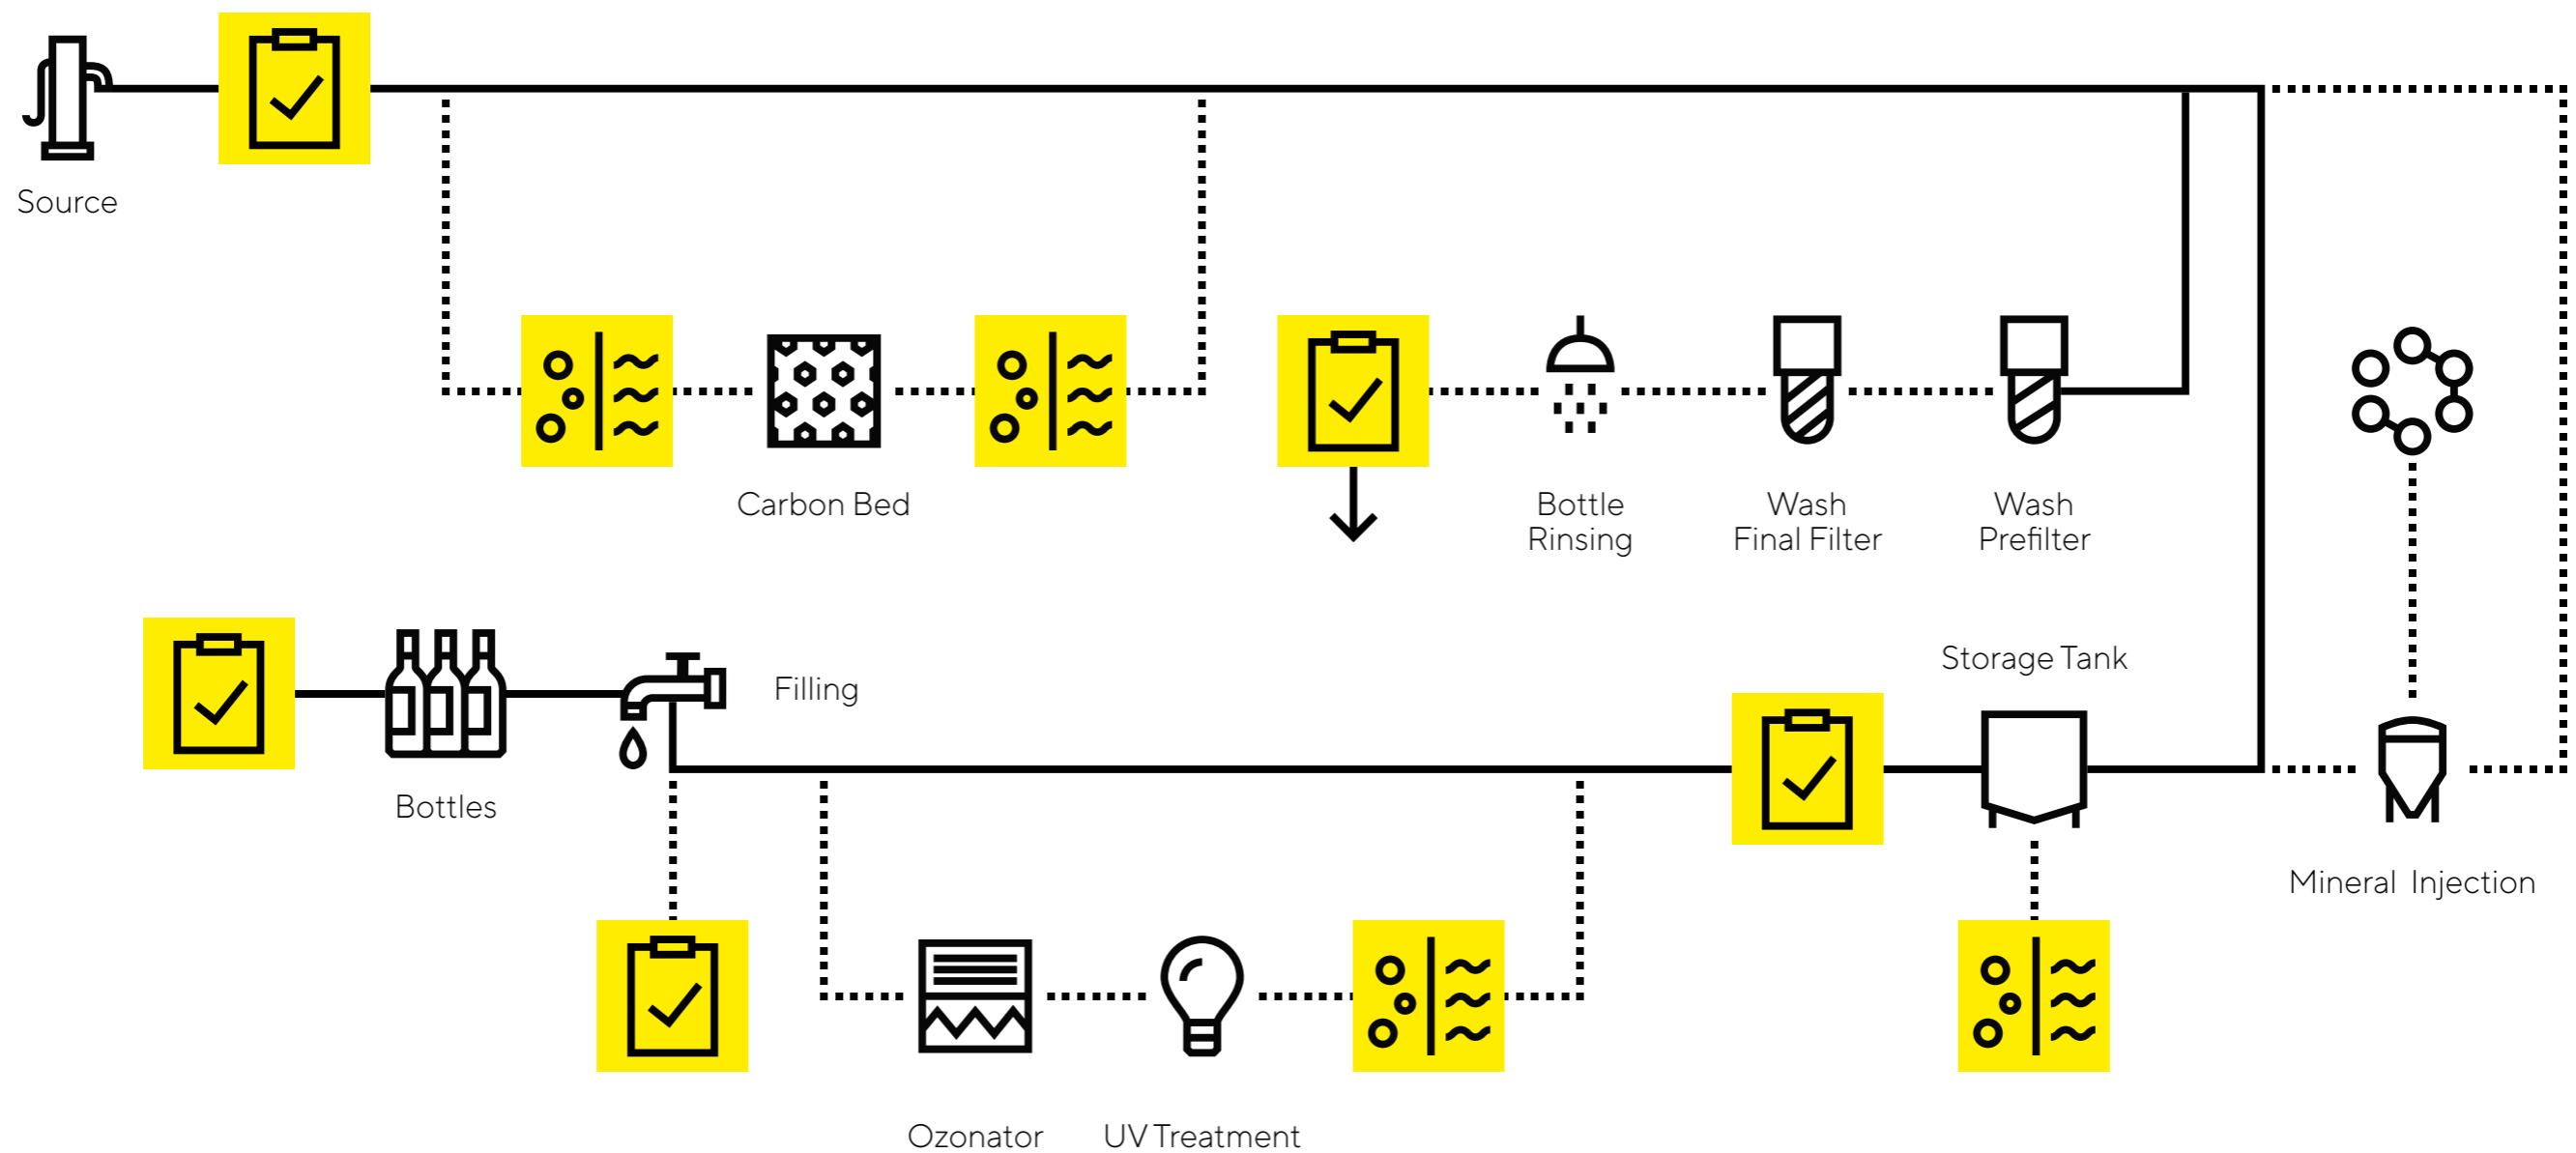 Source
Carbon Bed
Bottle
Rinsing
Wash
Final Filter
Wash
Prefilter
Storage Tank
Filling
Bottles
Mineral Injection
Ozonator
UV Treatment